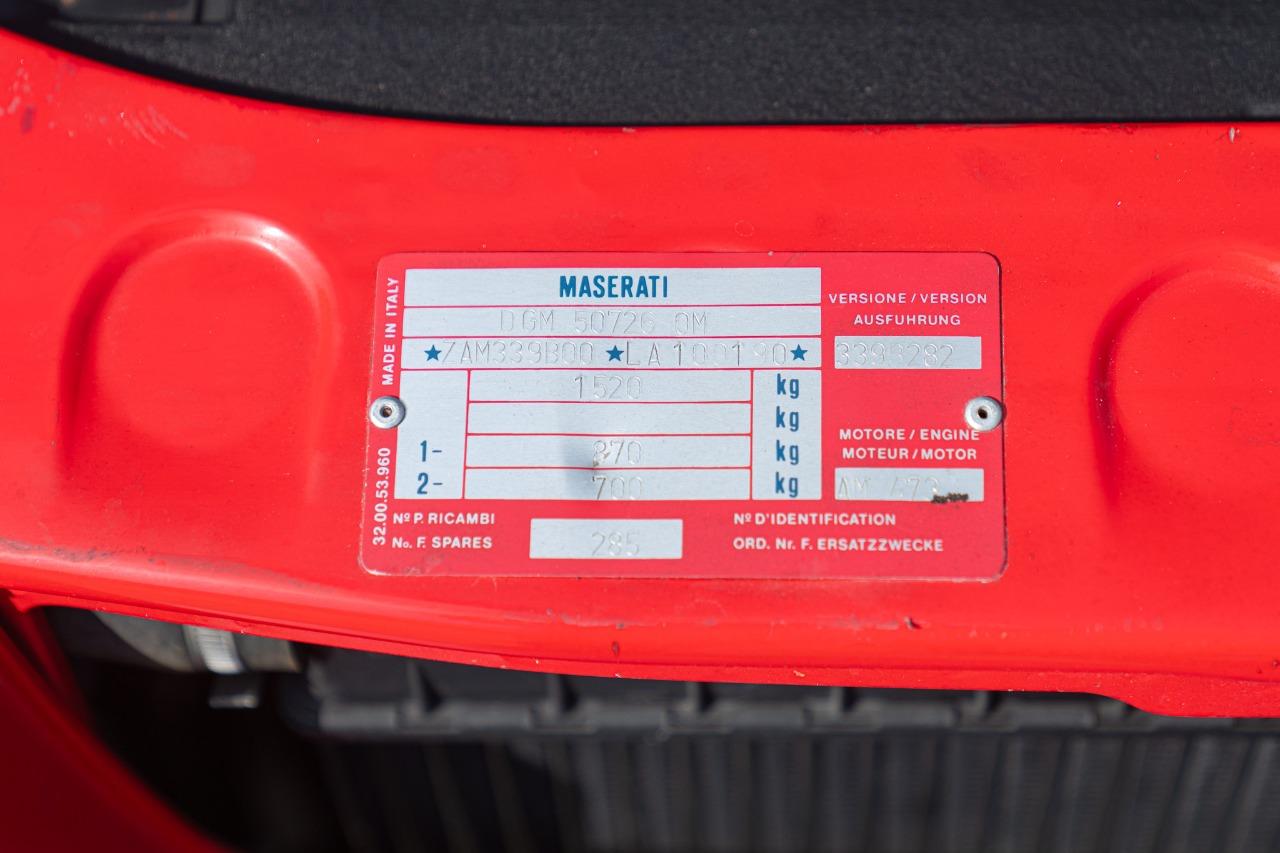 MADE IN ITALY
32.00.53.960
MASERATI
DGM 50726 OM
★ZAM339B00★LA100190★
1520 kg
kg
1- 870 kg
2- 700 kg
VERSIONE/VERSION
AUSFUHRUNG
MOTORE/ENGINE
MOTEUR/MOTOR
AM 473
Nº P. RICAMBI
No. F. SPARES
285
Nº D'IDENTIFICATION
ORD. Nr. F. ERSATZZWECKE